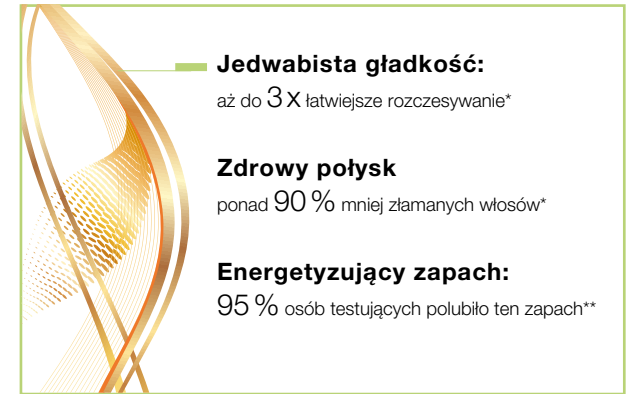 Jedwabista gładkość:
aż do 3x łatwiejsze rozczesywanie*
Zdrowy połysk
ponad 90 % mniej złamanych włosów*
Energetyzujący zapach:
95 % osób testujących polubiło ten zapach**